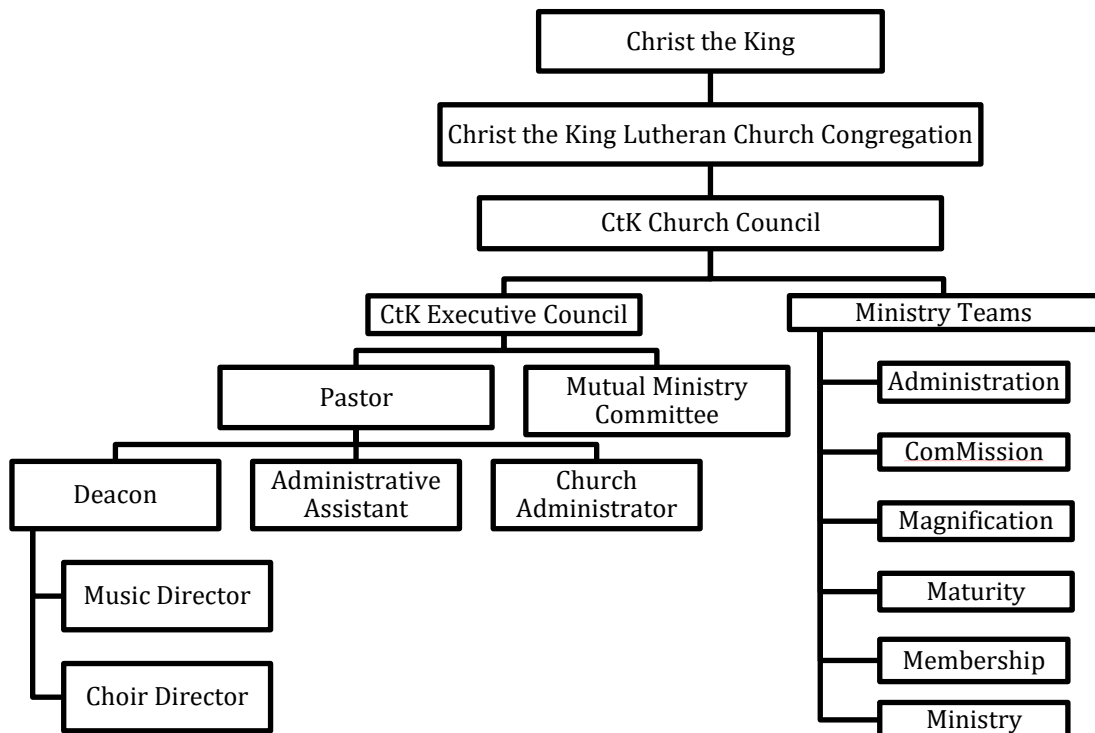 Christ the King
Christ the King Lutheran Church Congregation
CtK Church Council
CtK Executive Council
Ministry Teams
Pastor
Mutual Ministry
Committee
Administration
ComMission
Magnification
Maturity
Membership
Ministry
Deacon
Administrative
Assistant
Church
Administrator
Music Director
Choir Director